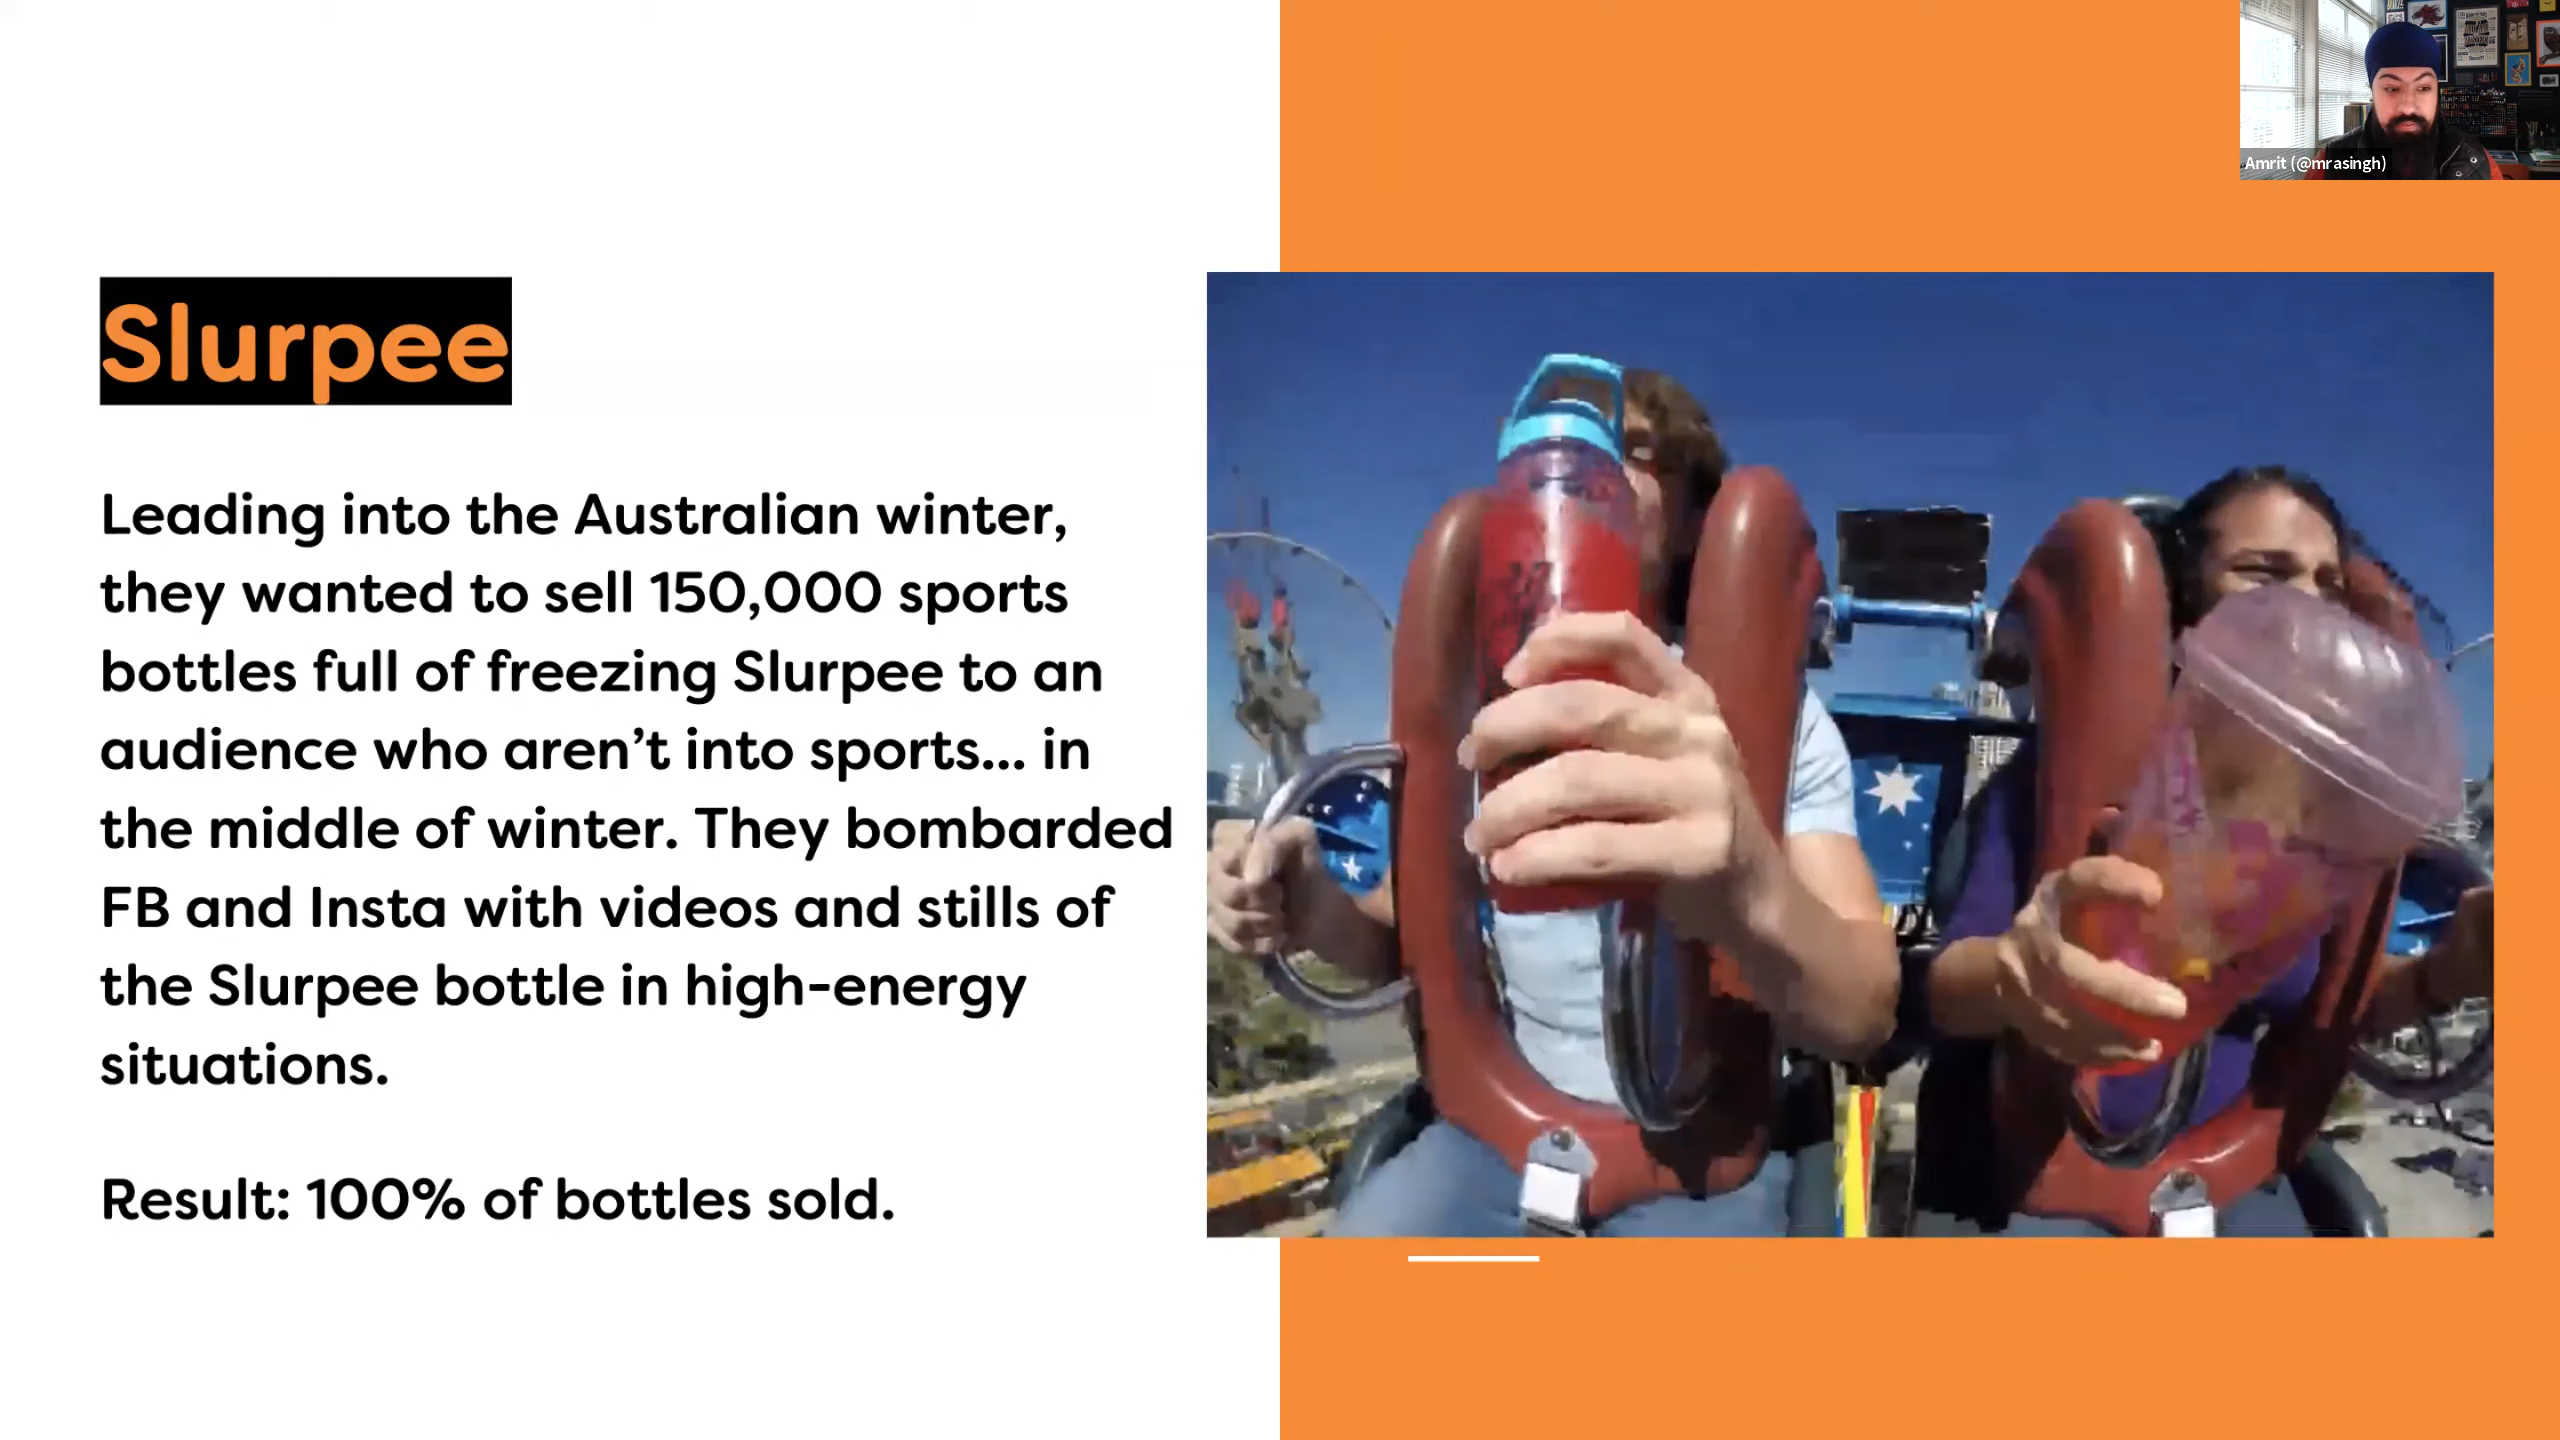 Slurpee
Leading into the Australian winter,
they wanted to sell 150,000 sports
bottles full of freezing Slurpee to an
audience who aren’t into sports... in
the middle of winter. They bombarded
FB and Insta with videos and stills of
the Slurpee bottle in high-energy
situations.
Result: 100% of bottles sold.
Amrit (@mrasingh)